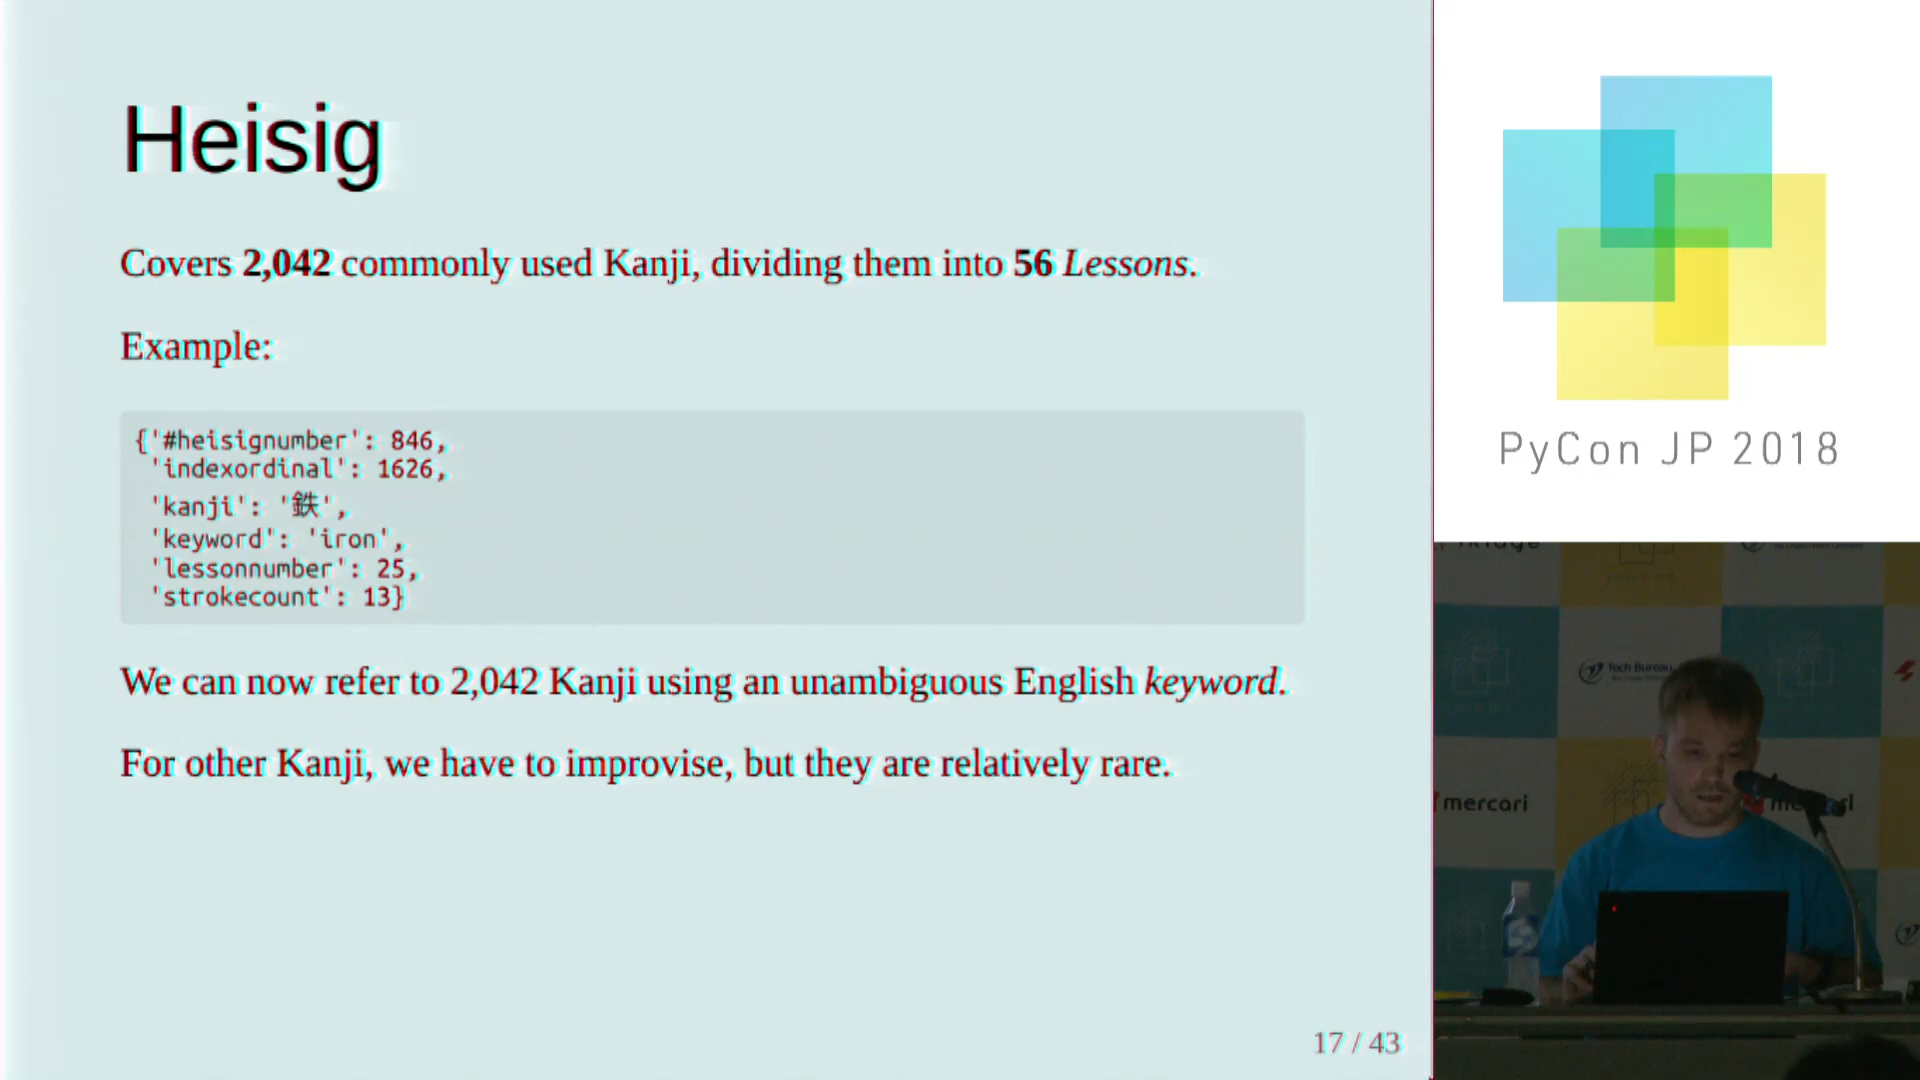 Heisig
Covers 2,042 commonly used Kanji, dividing them into 56 Lessons.
Example:
{'#heisignumber': 846,
'indexordinal': 1626,
'kanji': '鉄',
'keyword': 'iron',
'lessonnumber': 25,
'strokecount': 13}
We can now refer to 2,042 Kanji using an unambiguous English keyword.
For other Kanji, we have to improvise, but they are relatively rare.
17 / 43
PyCon JP 2018
Tech Bureau
mercari